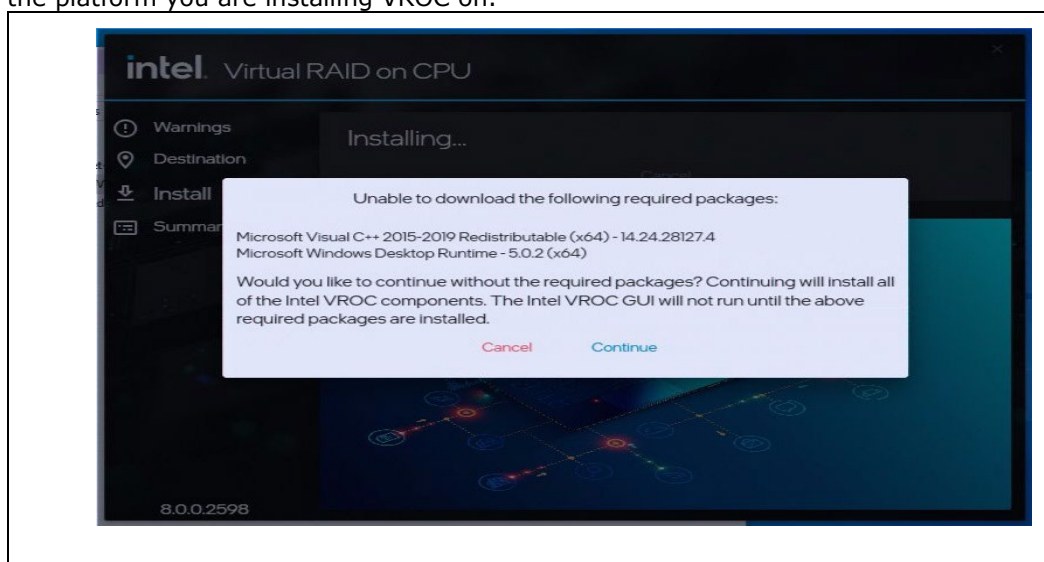 the platform you are installing VROC on.
intel. Virtual RAID on CPU
Warnings
Installing...
Destination
Cancel
Install
Unable to download the following required packages:
Summar
Microsoft Visual C++ 2015-2019 Redistributable (x64) - 14.24.28127.4
Microsoft Windows Desktop Runtime - 5.0.2 (x64)
Would you like to continue without the required packages? Continuing will install all
of the Intel VROC components. The Intel VROC GUI will not run until the above
required packages are installed.
Cancel Continue
8.0.0.2598